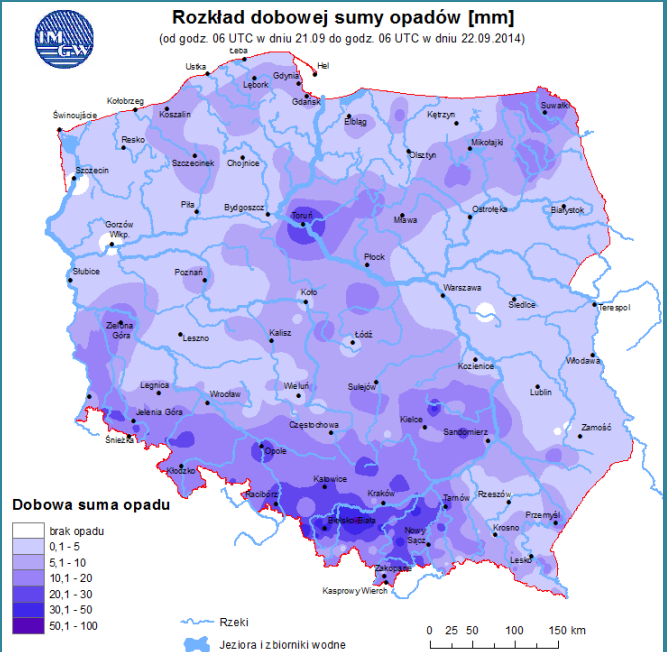 Rozkład dobowej sumy opadów [mm]
(od godz. 06 UTC w dniu 21.09 do godz. 06 UTC w dniu 22.09.2014)
IM
GW
Łeba
Ustka
Hel
Gdynia
Lębork
Kołobrzeg
Gdańsk
Suwałki
Koszalin
Świnoujście
Elbląg
Kętrzyn
Resko
Mikołajki
Olsztyn
Szczecinek
Chojnice
Szczecin
Piła
Bydgoszcz
Toruń
Ostrołęka
Białystok
Mława
Gorzów
Wlkp.
Płock
Słubice
Poznań
Warszawa
Koło
Siedlce
Terespol
Zielona
Góra
Leszno
Kalisz
Łódź
Kozienice
Włodawa
Legnica
Wieluń
Sulejów
Wrocław
Lublin
Jelenia Góra
Kielce
Częstochowa
Sandomierz
Zamość
Śnieżka
Opole
Kłodzko
Katowice
Racibórz
Kraków
Tarnów
Rzeszów
Dobowa suma opadu
Przemyśl
Bielsko-Biała
Nowy
Sącz
Krosno
brak opadu
0,1 - 5
Lesko
5,1 - 10
Zakopane
10,1 - 20
Kasprowy Wierch
20,1 - 30
30,1 - 50
50,1 - 100
Rzeki
0 25 50 100 150 km
Jeziora i zbiorniki wodne